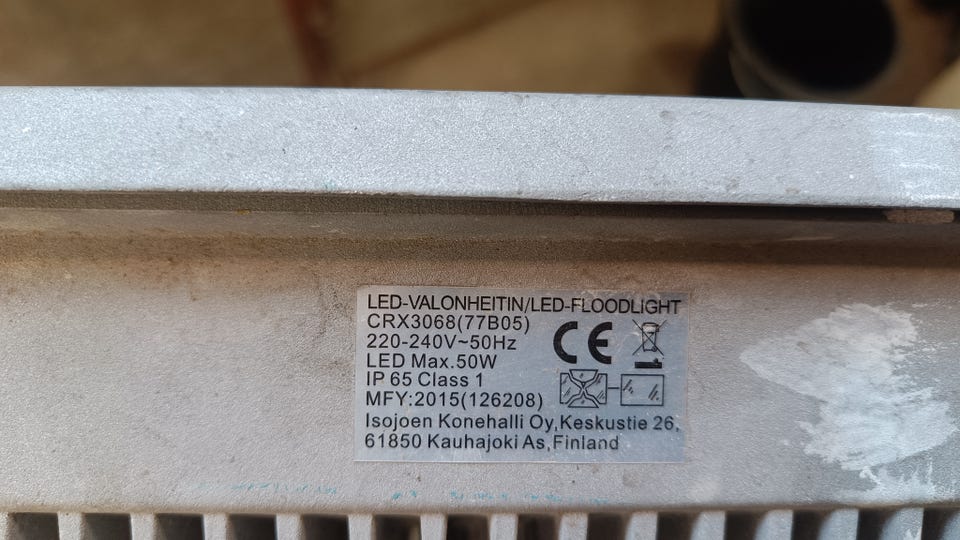 LED-VALONHEITIN/LED-FLOODLIGHT
CRX3068(77B05)
220-240V~50Hz
LED Max.50W
IP 65 Class 1
MFY:2015(126208)
Isojoen Konehalli Oy,Keskustie 26,
61850 Kauhajoki As,Finland
CE